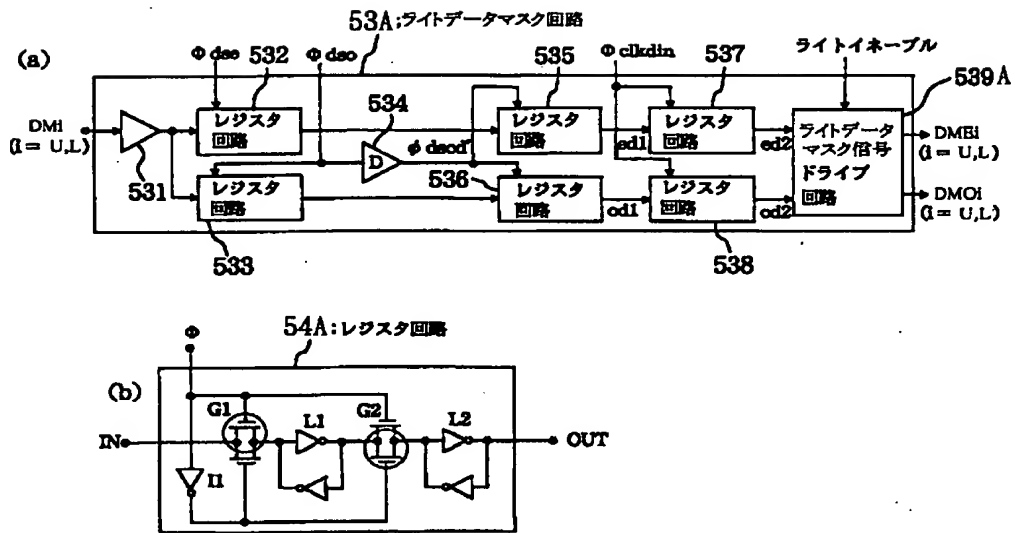 53A;ライトデータマスク回路
(a)
Φdse
532
Φdso
535
Φclkdin
537
ライトイネーブル
539A
DMi
(i= U,L)
531
レジスタ
回路
534
D
φdsod
レジスタ
回路
ed1
レジスタ
回路
ed2
ライトデータ
マスク信号
ドライブ
回路
DMEi
(i= U,L)
レジスタ
回路
533
536
レジスタ
回路
od1
レジスタ
回路
od2
538
DMOi
(i= U,L)
54A;レジスタ回路
Φ
(b)
G1
L1
G2
L2
IN
OUT
I1